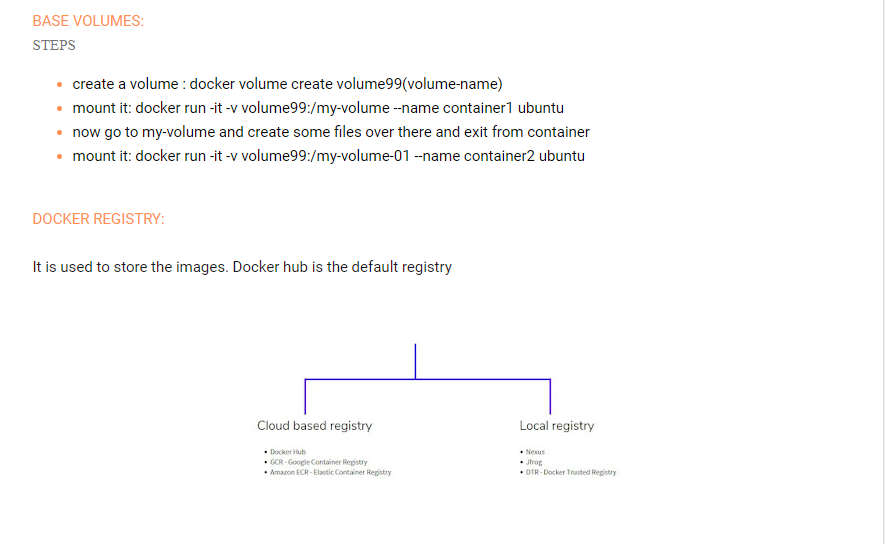 BASE VOLUMES:
STEPS
• create a volume : docker volume create volume99(volume-name)
• mount it: docker run -it -v volume99:/my-volume --name container1 ubuntu
• now go to my-volume and create some files over there and exit from container
• mount it: docker run -it -v volume99:/my-volume-01 --name container2 ubuntu
DOCKER REGISTRY:
It is used to store the images. Docker hub is the default registry
Cloud based registry
• Docker Hub
• GCR - Google Container Registry
• Amazon ECR - Elastic Container Registry
Local registry
• Nexus
• Jfrog
• DTR - Docker Trusted Registry